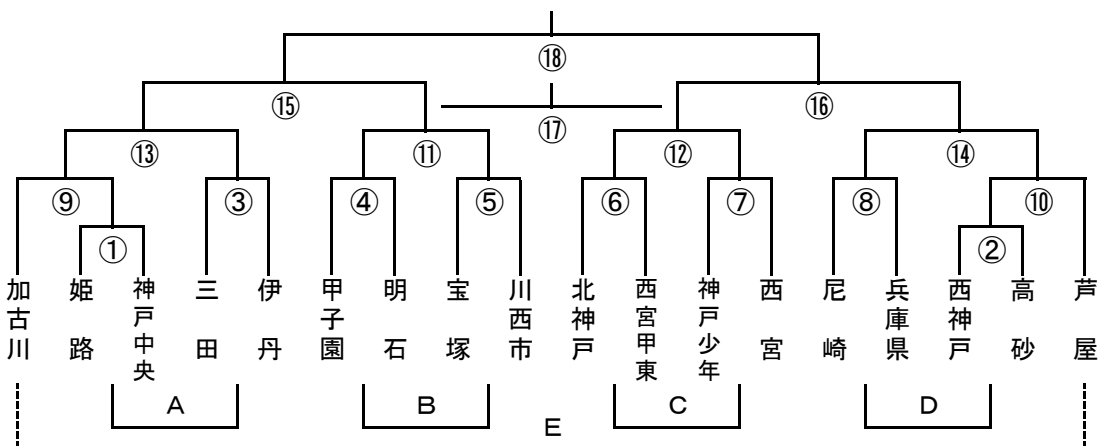 ⑱
⑮ ⑯
⑰
⑬ ⑪ ⑫ ⑭
⑨ ③ ④ ⑤ ⑥ ⑦ ⑧ ⑩
① ②
加古川
姫路
神戸中央
三田
伊丹
甲子園
明石
宝塚
川西市
北神戸
西宮甲東
神戸少年
西宮
尼崎
兵庫県
西神戸
高砂
芦屋
A B C D
E